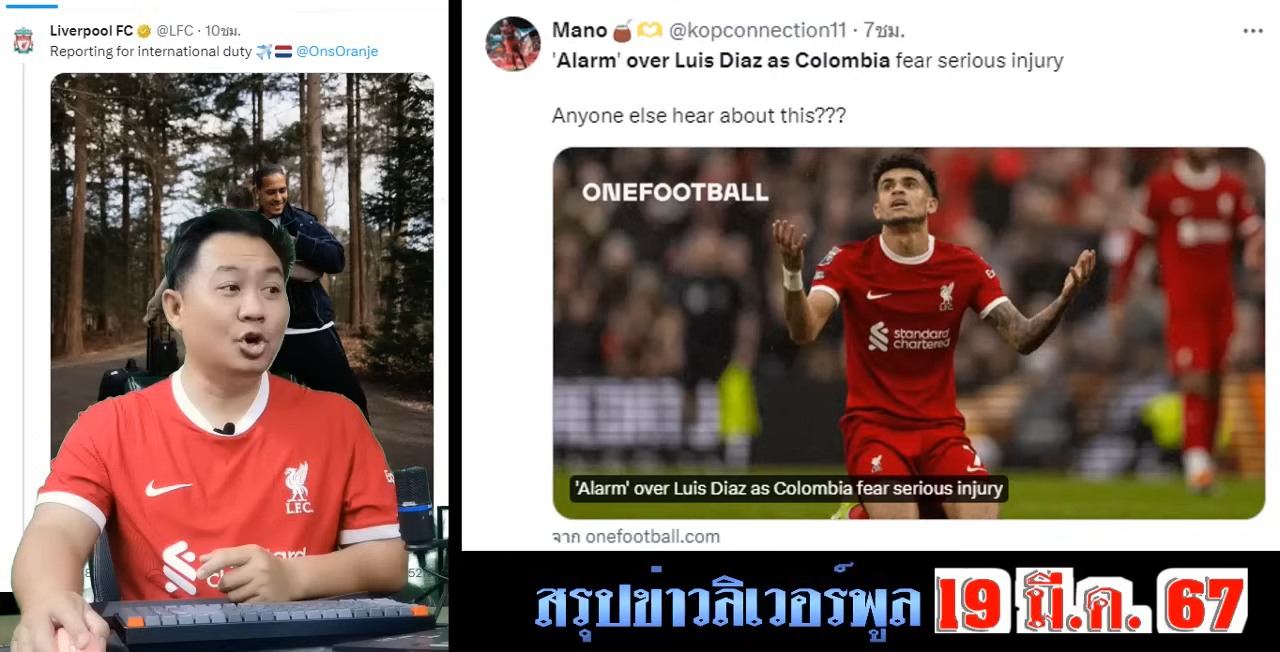 Liverpool FC @LFC · 10ชม.
Reporting for international duty @OnsOranje
L.F.C.
standard
52
Mano @kopconnection11 · 7ชม.
'Alarm' over Luis Diaz as Colombia fear serious injury
Anyone else hear about this???
ONEFOOTBALL
L.F.C.
standard
chartered
'Alarm' over Luis Diaz as Colombia fear serious injury
จาก onefootball.com
สรุปข่าวลิเวอร์พูล 19 มี.ค. 67